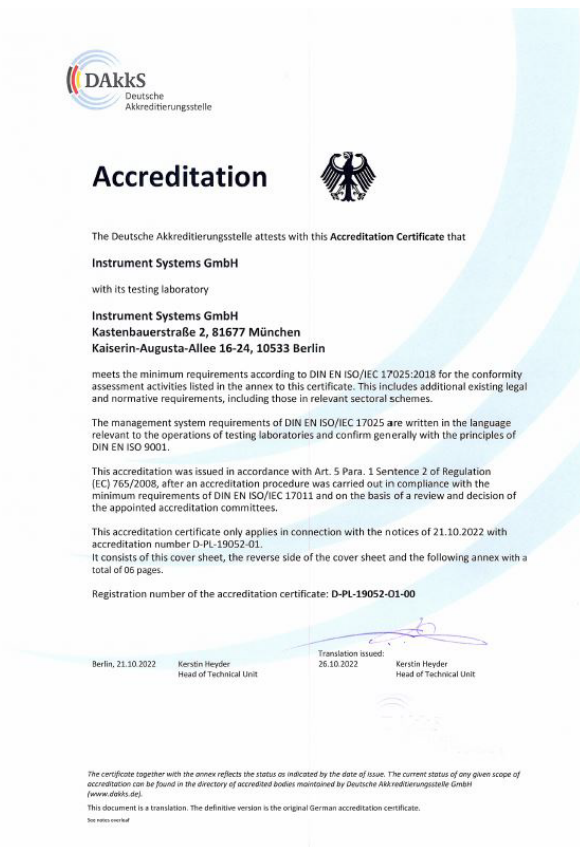 DAkkS
Deutsche
Akkreditierungsstelle
Accreditation
The Deutsche Akkreditierungsstelle attests with this Accreditation Certificate that
Instrument Systems GmbH
with its testing laboratory
Instrument Systems GmbH
Kastenbauerstraße 2, 81677 München
Kaiserin-Augusta-Allee 16-24, 10533 Berlin
meets the minimum requirements according to DIN EN ISO/IEC 17025:2018 for the conformity
assessment activities listed in the annex to this certificate. This includes additional existing legal
and normative requirements, including those in relevant sectoral schemes.
The management system requirements of DIN EN ISO/IEC 17025 are written in the language
relevant to the operations of testing laboratories and confirm generally with the principles of
DIN EN ISO 9001.
This accreditation was issued in accordance with Art. 5 Para. 1 Sentence 2 of Regulation
(EC) 765/2008, after an accreditation procedure was carried out in compliance with the
minimum requirements of DIN EN ISO/IEC 17011 and on the basis of a review and decision of
the appointed accreditation committees.
This accreditation certificate only applies in connection with the notices of 21.10.2022 with
accreditation number D-PL-19052-01.
It consists of this cover sheet, the reverse side of the cover sheet and the following annex with a
total of 06 pages.
Registration number of the accreditation certificate: D-PL-19052-01-00
Translation issued:
Berlin, 21.10.2022 Kerstin Heyder 26.10.2022 Kerstin Heyder
Head of Technical Unit Head of Technical Unit
The certificate together with the annex reflects the status as indicated by the date of issue. The current status of any given scope of
accreditation can be found in the directory of accredited bodies maintained by Deutsche Akkreditierungsstelle GmbH
(www.dakks.de).
This document is a translation. The definitive version is the original German accreditation certificate.
See notes overleaf